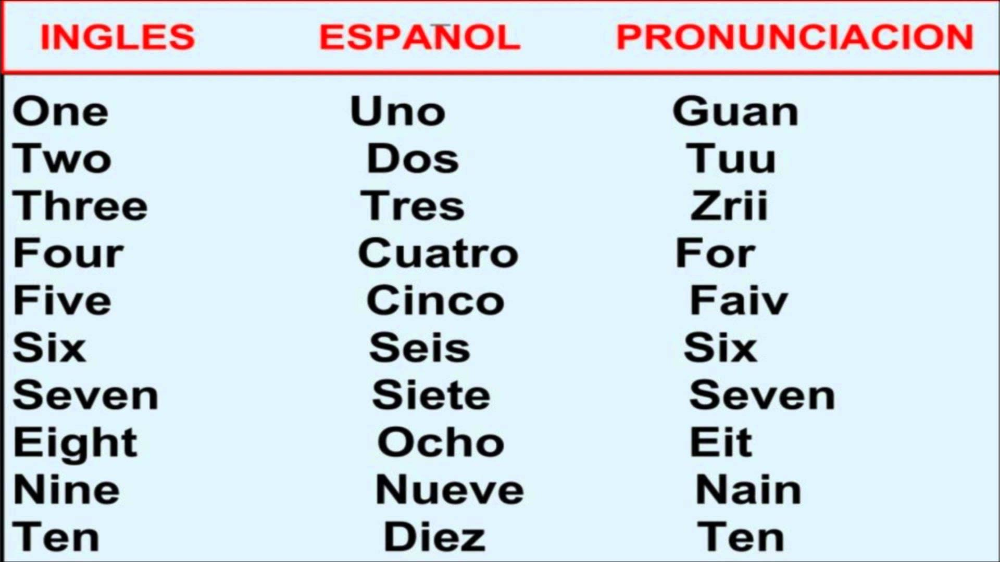 INGLES ESPAÑOL PRONUNCIACION
One Uno Guan
Two Dos Tuu
Three Tres Zrii
Four Cuatro For
Five Cinco Faiv
Six Seis Six
Seven Siete Seven
Eight Ocho Eit
Nine Nueve Nain
Ten Diez Ten